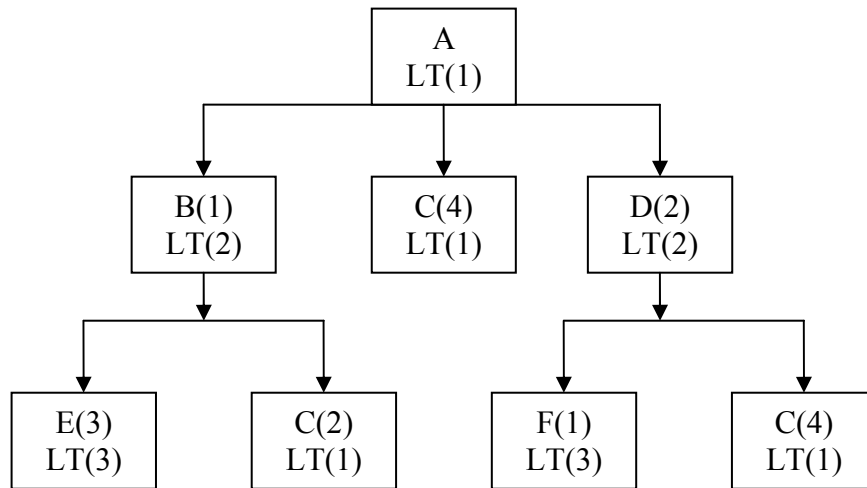 A
LT(1)
B(1)
LT(2)
C(4)
LT(1)
D(2)
LT(2)
E(3)
LT(3)
C(2)
LT(1)
F(1)
LT(3)
C(4)
LT(1)